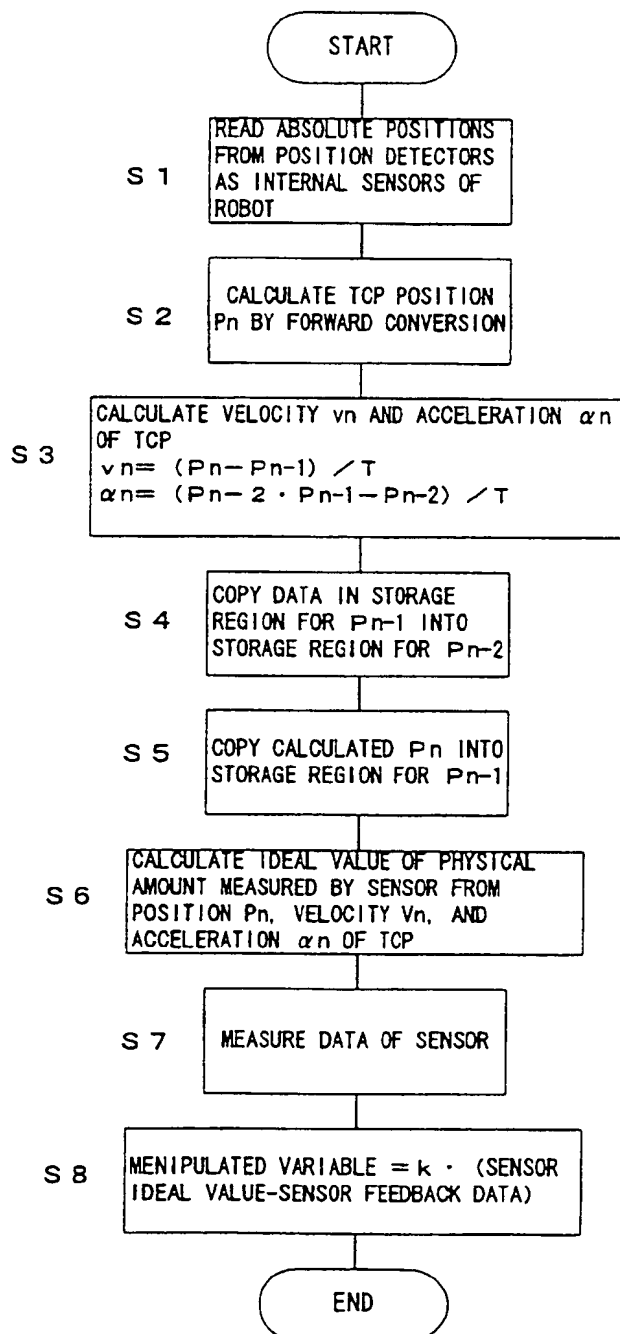 START
S 1
READ ABSOLUTE POSITIONS
FROM POSITION DETECTORS
AS INTERNAL SENSORS OF
ROBOT
S 2
CALCULATE TCP POSITION
Pn BY FORWARD CONVERSION
S 3
CALCULATE VELOCITY vn AND ACCELERATION αn
OF TCP
vn= (Pn-Pn-1) /T
αn= (Pn-2・Pn-1-Pn-2) /T
S 4
COPY DATA IN STORAGE
REGION FOR Pn-1 INTO
STORAGE REGION FOR Pn-2
S 5
COPY CALCULATED Pn INTO
STORAGE REGION FOR Pn-1
S 6
CALCULATE IDEAL VALUE OF PHYSICAL
AMOUNT MEASURED BY SENSOR FROM
POSITION Pn, VELOCITY Vn, AND
ACCELERATION αn OF TCP
S 7
MEASURE DATA OF SENSOR
S 8
MENIPULATED VARIABLE =k・ (SENSOR
IDEAL VALUE-SENSOR FEEDBACK DATA)
END